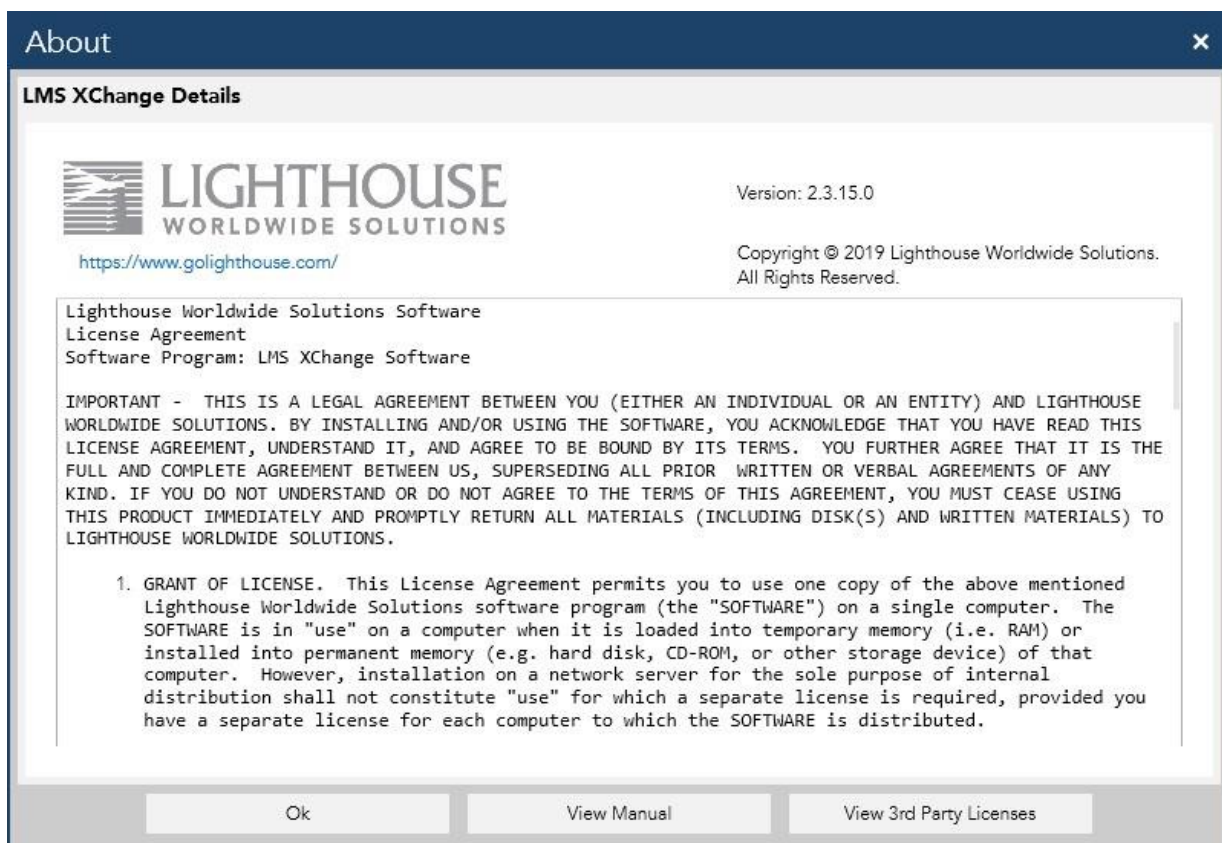 About
LMS XChange Details
LIGHTHOUSE
WORLDWIDE SOLUTIONS
https://www.golighthouse.com/
Version: 2.3.15.0
Copyright © 2019 Lighthouse Worldwide Solutions.
All Rights Reserved.
Lighthouse Worldwide Solutions Software
License Agreement
Software Program: LMS XChange Software
IMPORTANT -  THIS IS A LEGAL AGREEMENT BETWEEN YOU (EITHER AN INDIVIDUAL OR AN ENTITY) AND LIGHTHOUSE
WORLDWIDE SOLUTIONS. BY INSTALLING AND/OR USING THE SOFTWARE, YOU ACKNOWLEDGE THAT YOU HAVE READ THIS
LICENSE AGREEMENT, UNDERSTAND IT, AND AGREE TO BE BOUND BY ITS TERMS.  YOU FURTHER AGREE THAT IT IS THE
FULL AND COMPLETE AGREEMENT BETWEEN US, SUPERSEDING ALL PRIOR  WRITTEN OR VERBAL AGREEMENTS OF ANY
KIND. IF YOU DO NOT UNDERSTAND OR DO NOT AGREE TO THE TERMS OF THIS AGREEMENT, YOU MUST CEASE USING
THIS PRODUCT IMMEDIATELY AND PROMPTLY RETURN ALL MATERIALS (INCLUDING DISK(S) AND WRITTEN MATERIALS) TO
LIGHTHOUSE WORLDWIDE SOLUTIONS.
1. GRANT OF LICENSE.  This License Agreement permits you to use one copy of the above mentioned
Lighthouse Worldwide Solutions software program (the "SOFTWARE") on a single computer.  The
SOFTWARE is in "use" on a computer when it is loaded into temporary memory (i.e. RAM) or
installed into permanent memory (e.g. hard disk, CD-ROM, or other storage device) of that
computer.  However, installation on a network server for the sole purpose of internal
distribution shall not constitute "use" for which a separate license is required, provided you
have a separate license for each computer to which the SOFTWARE is distributed.
Ok
View Manual
View 3rd Party Licenses